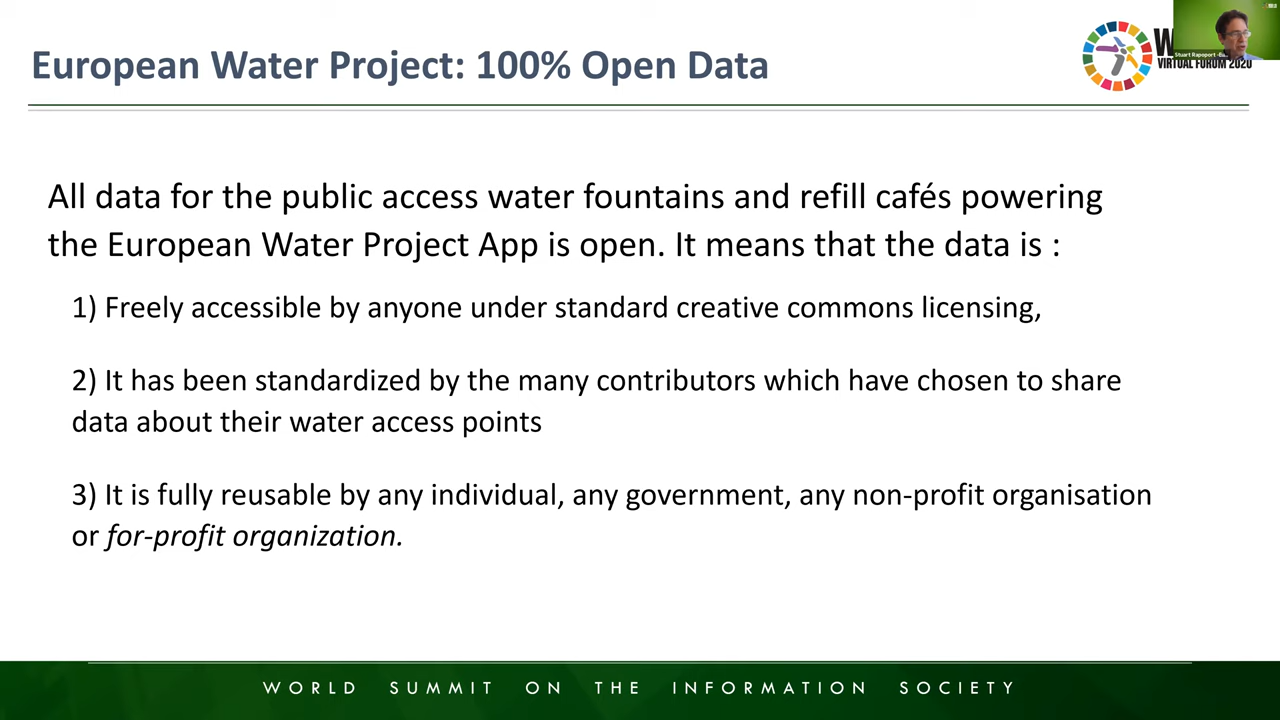 European Water Project: 100% Open Data
VIRTUAL FORUM 2020
Stuart Rapoport
All data for the public access water fountains and refill cafés powering
the European Water Project App is open. It means that the data is :
1) Freely accessible by anyone under standard creative commons licensing,
2) It has been standardized by the many contributors which have chosen to share
data about their water access points
3) It is fully reusable by any individual, any government, any non-profit organisation
or for-profit organization.
WORLD SUMMIT ON THE INFORMATION SOCIETY